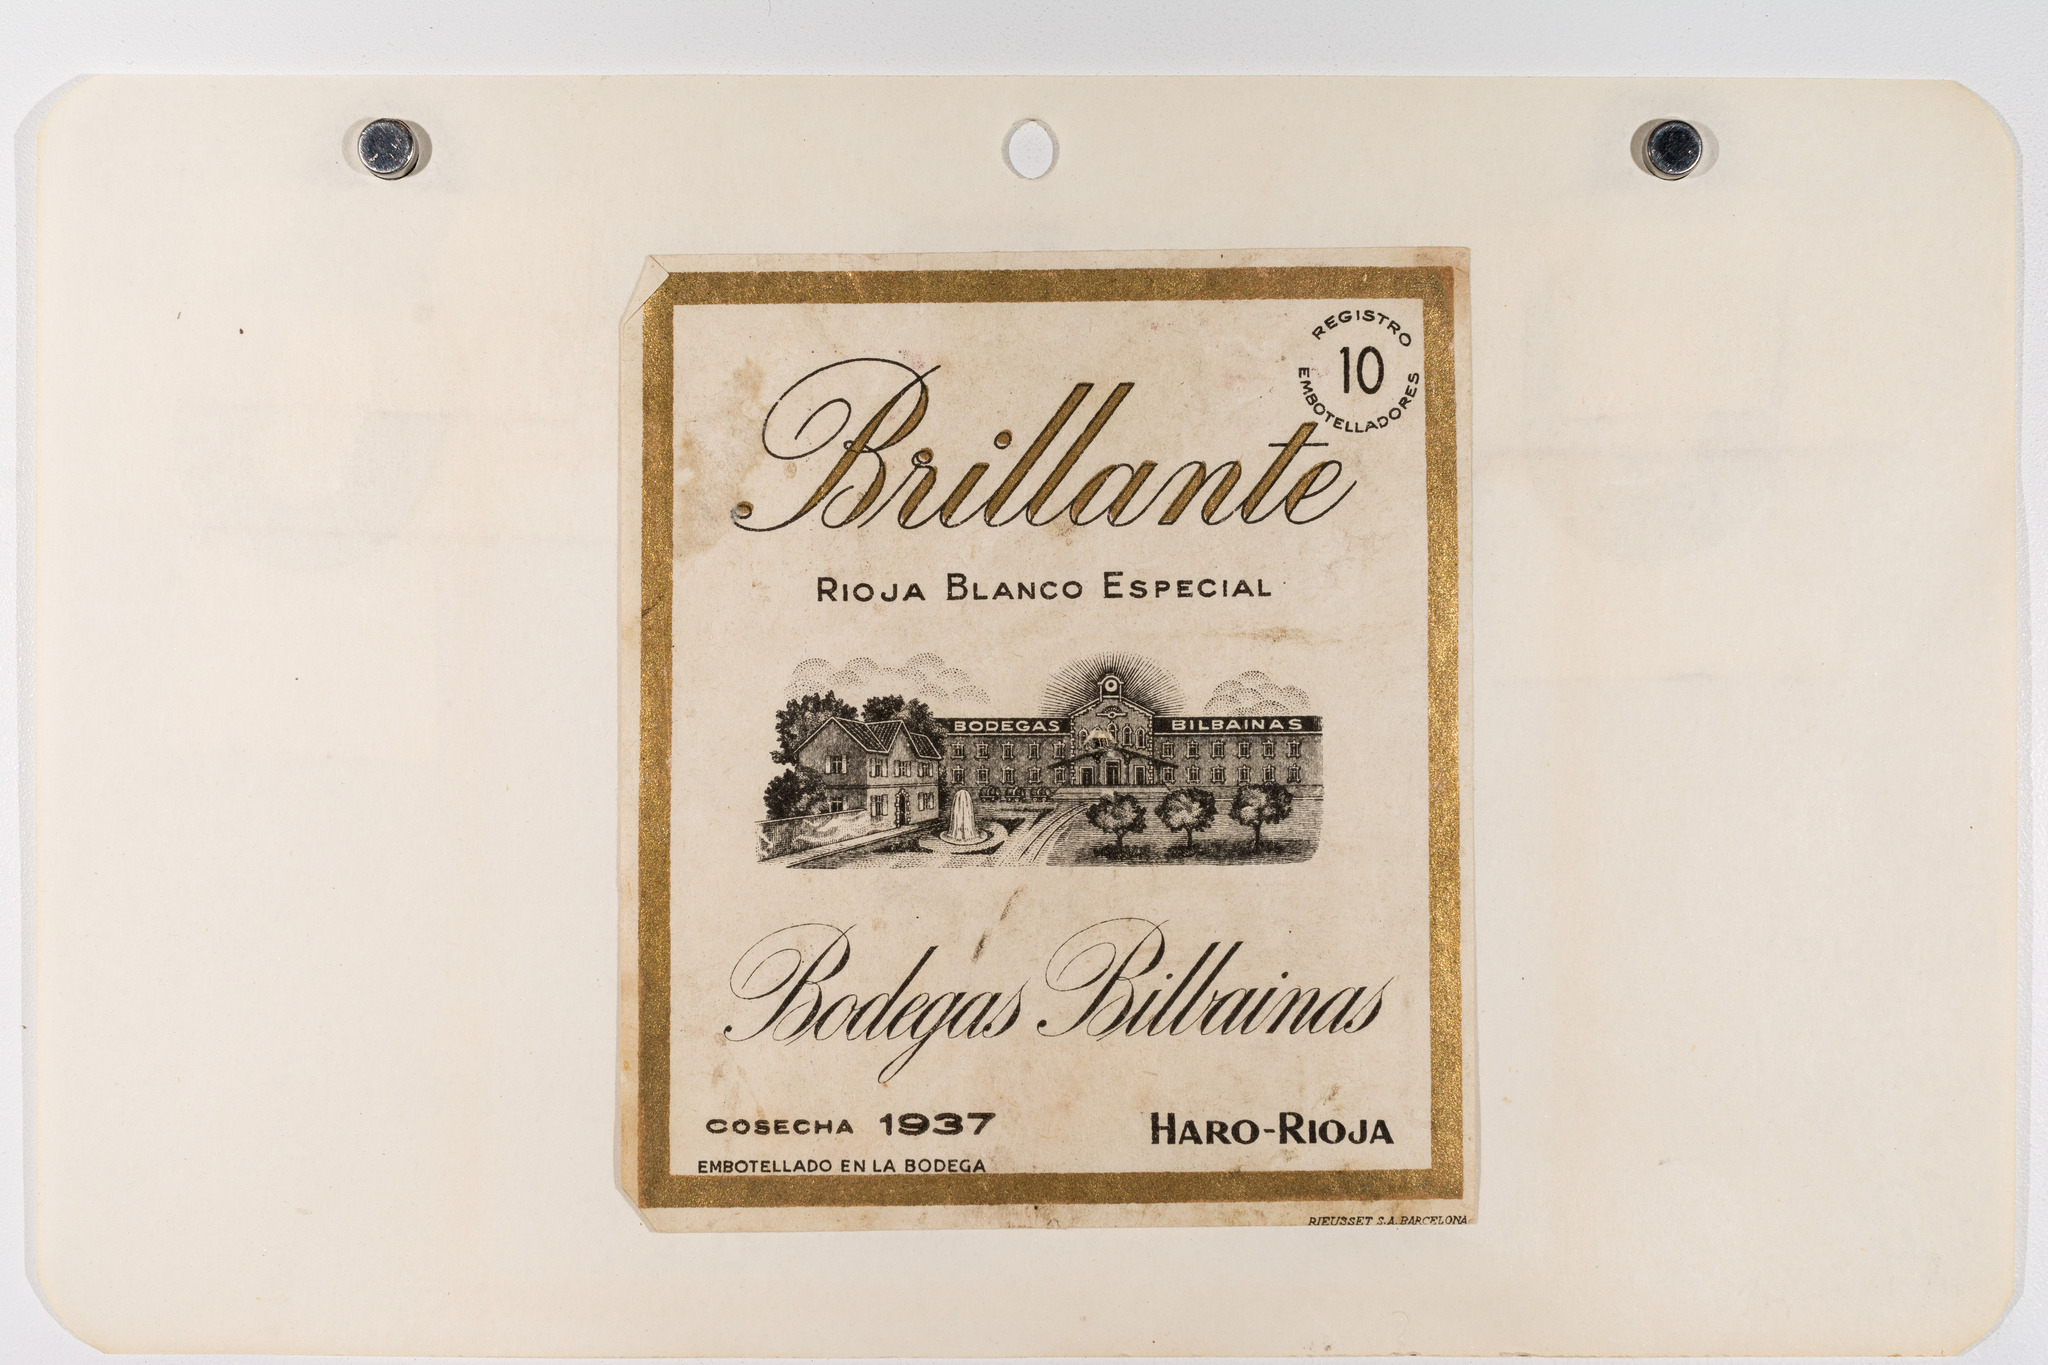 REGISTRO
10
EMBOTELLADORES
Brillante
RIOJA BLANCO ESPECIAL
BODEGAS BILBAINAS
Bodegas Bilbainas
COSECHA 1937
HARO-RIOJA
EMBOTELLADO EN LA BODEGA
RIEUSSET S.A. BARCELONA